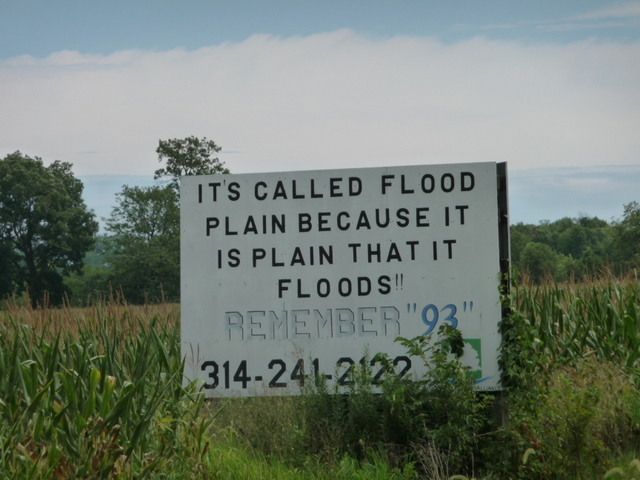 IT'S CALLED FLOOD
PLAIN BECAUSE IT
IS PLAIN THAT IT
FLOODS!!
REMEMBER "93"
314-241-2122